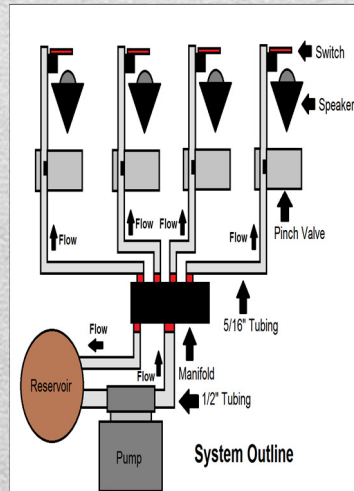 Switch
Speaker
Flow
Flow
Flow
Flow
Pinch Valve
5/16" Tubing
Flow
Manifold
Reservoir
Flow
1/2" Tubing
Pump
System Outline